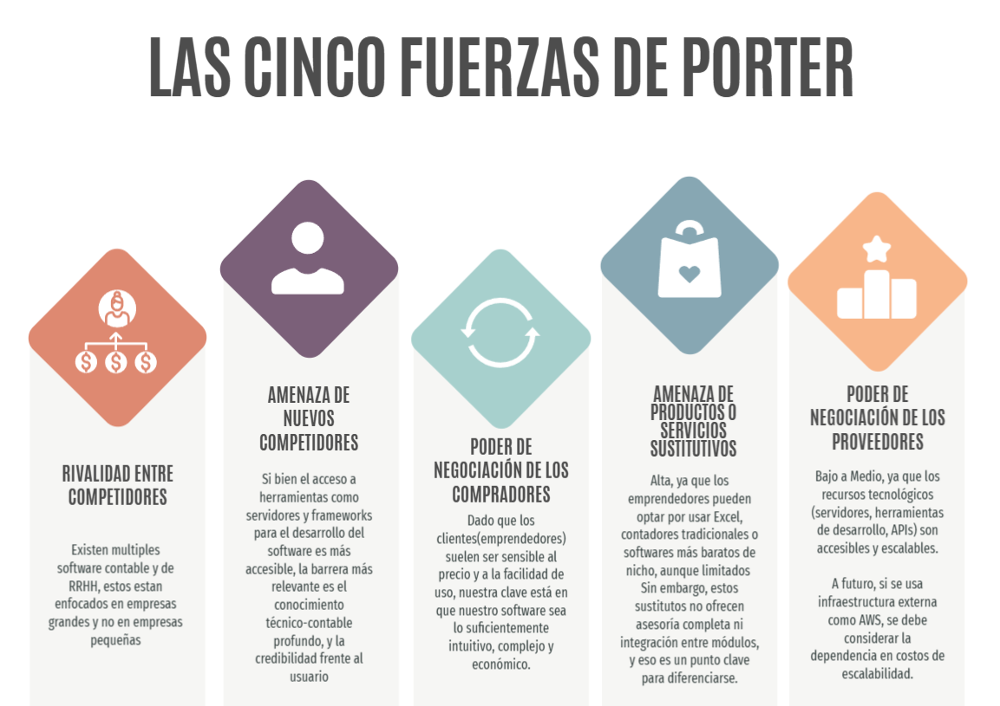 LAS CINCO FUERZAS DE PORTER
RIVALIDAD ENTRE
COMPETIDORES
Existen multiples
software contable y de
RRHH, estos estan
enfocados en empresas
grandes y no en empresas
pequeñas
AMENAZA DE
NUEVOS
COMPETIDORES
Si bien el acceso a
herramientas como
servidores y frameworks
para el desarrollo del
software es más
accesible, la barrera más
relevante es el
conocimiento
técnico-contable
profundo, y la
credibilidad frente al
usuario
PODER DE
NEGOCIACIÓN DE LOS
COMPRADORES
Dado que los
clientes(emprendedores)
suelen ser sensible al
precio y a la facilidad de
uso, nuestra clave está en
que nuestro software sea
lo suficientemente
intuitivo, complejo y
económico.
AMENAZA DE
PRODUCTOS O
SERVICIOS
SUSTITUTIVOS
Alta, ya que los
emprendedores pueden
optar por usar Excel,
contadores tradicionales o
softwares más baratos de
nicho, aunque limitados
Sin embargo, estos
sustitutos no ofrecen
asesoría completa ni
integración entre módulos,
y eso es un punto clave
para diferenciarse.
PODER DE
NEGOCIACIÓN DE LOS
PROVEEDORES
Bajo a Medio, ya que los
recursos tecnológicos
(servidores, herramientas
de desarrollo, APIs) son
accesibles y escalables.
A futuro, si se usa
infraestructura externa
como AWS, se debe
considerar la
dependencia en costos de
escalabilidad.